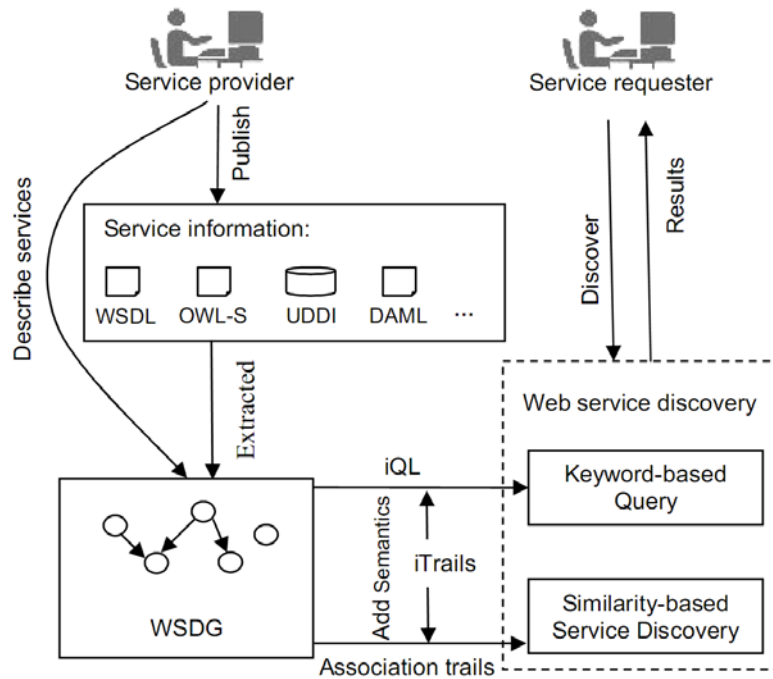 Service provider
Service requester
Publish
Describe services
Service information:
WSDL
OWL-S
UDDI
DAML
...
Discover
Results
Extracted
Web service discovery
iQL
Keyword-based
Query
Add Semantics
iTrails
WSDG
Similarity-based
Service Discovery
Association trails